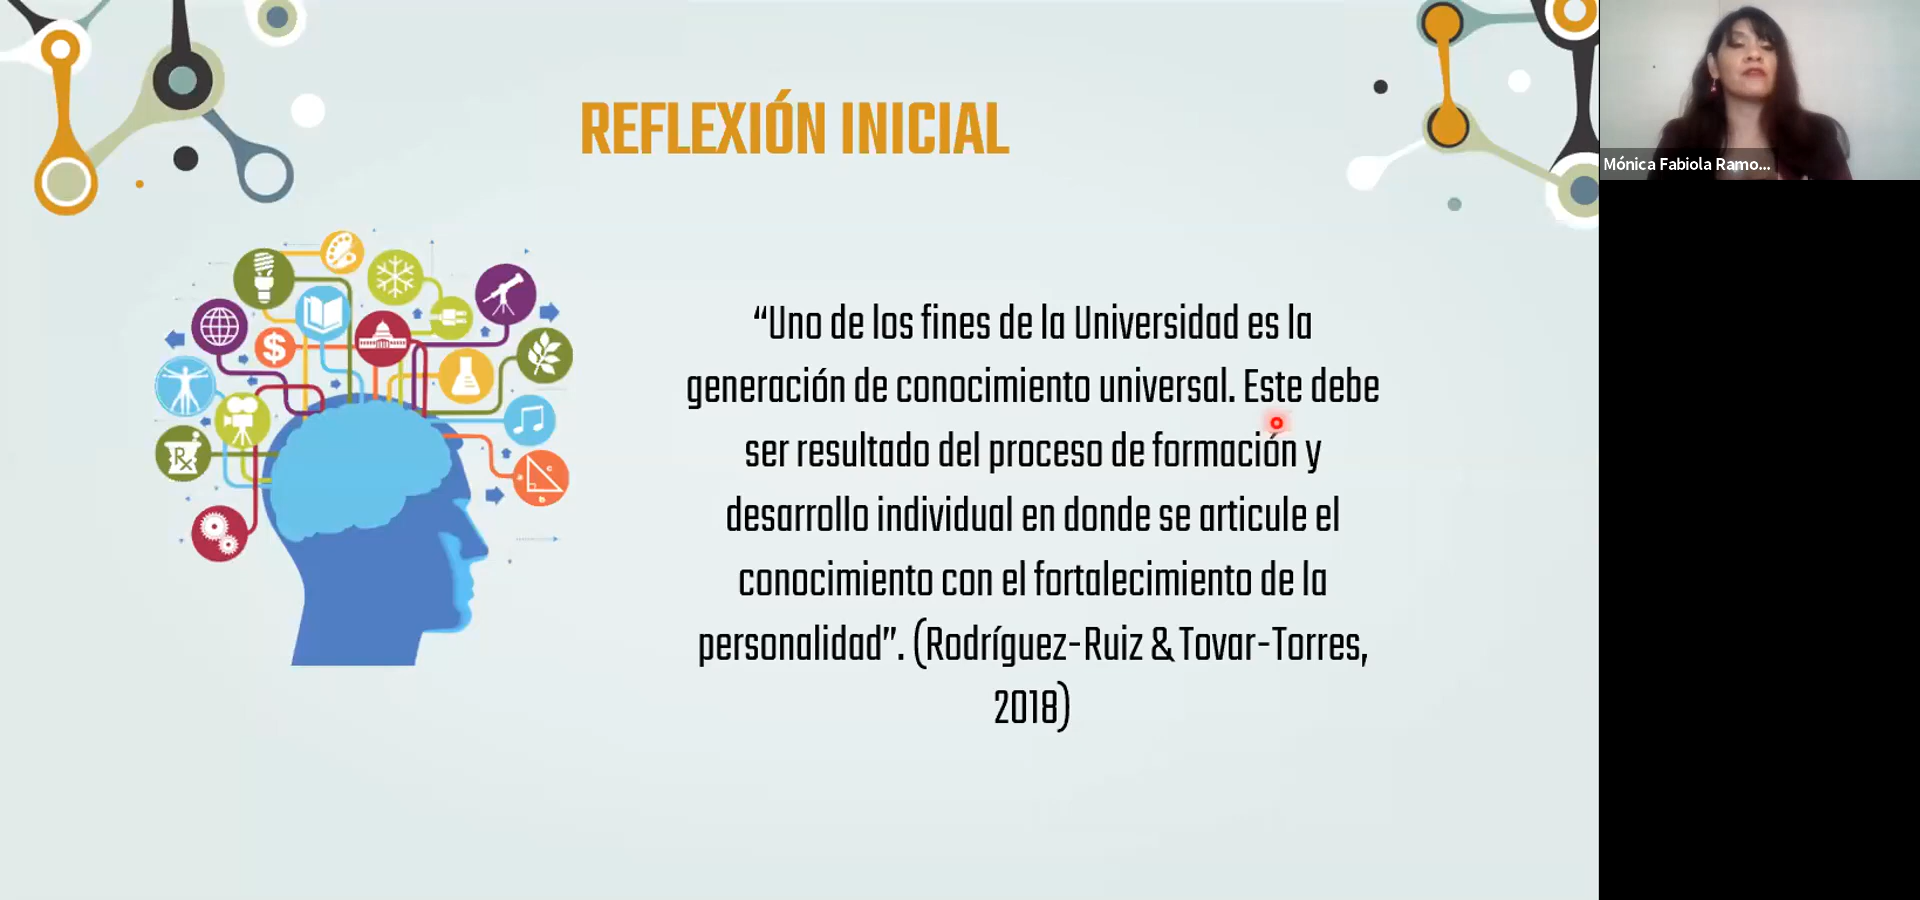 REFLEXIÓN INICIAL
Mónica Fabiola Ramo...
“Uno de los fines de la Universidad es la
generación de conocimiento universal. Este debe
ser resultado del proceso de formación y
desarrollo individual en donde se articule el
conocimiento con el fortalecimiento de la
personalidad”. (Rodríguez-Ruiz & Tovar-Torres,
2018)
$
Rx
a
c
b